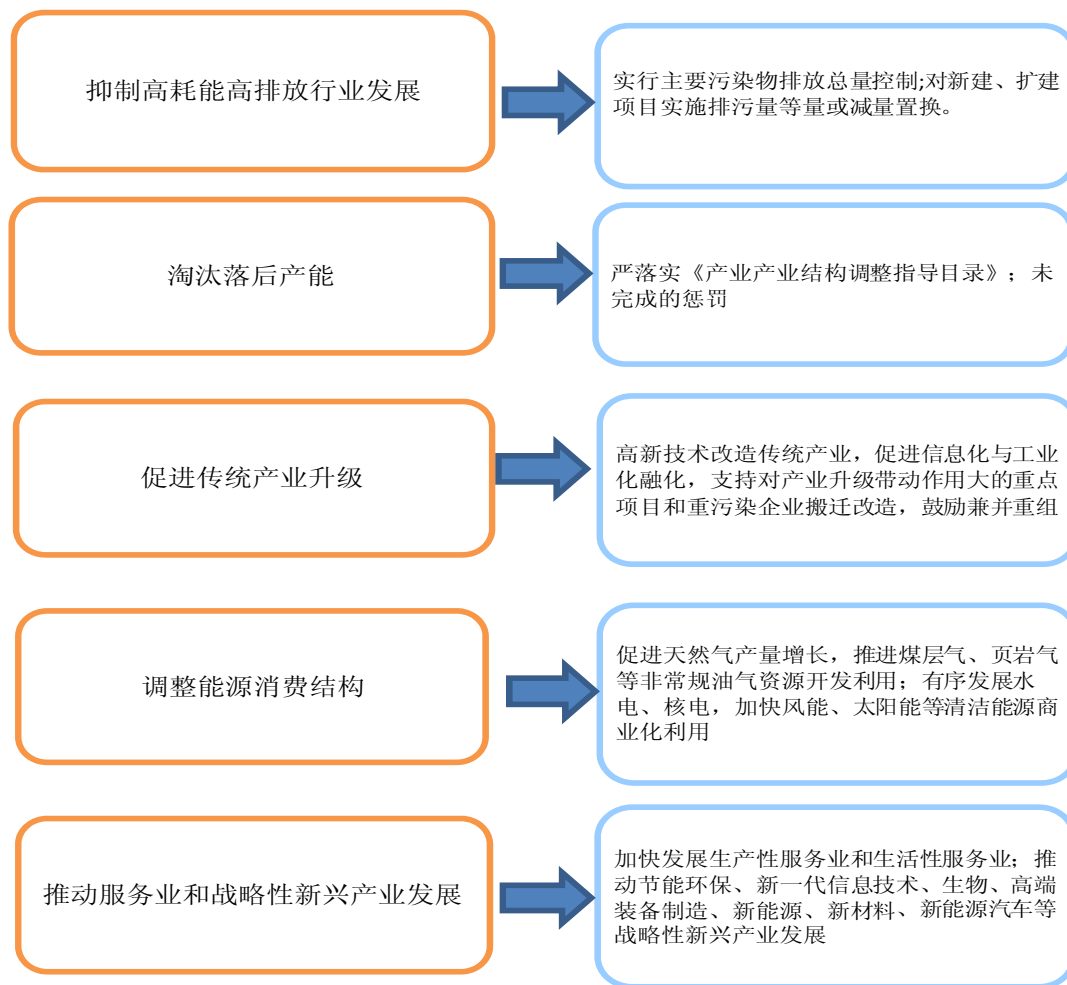 抑制高耗能高排放行业发展
实行主要污染物排放总量控制;对新建、扩建
项目实施排污量等量或减量置换。
淘汰落后产能
严落实《产业产业结构调整指导目录》；未
完成的惩罚
促进传统产业升级
高新技术改造传统产业，促进信息化与工业
化融化，支持对产业升级带动作用大的重点
项目和重污染企业搬迁改造，鼓励兼并重组
调整能源消费结构
促进天然气产量增长，推进煤层气、页岩气
等非常规油气资源开发利用；有序发展水
电、核电，加快风能、太阳能等清洁能源商
业化利用
推动服务业和战略性新兴产业发展
加快发展生产性服务业和生活性服务业；推
动节能环保、新一代信息技术、生物、高端
装备制造、新能源、新材料、新能源汽车等
战略性新兴产业发展